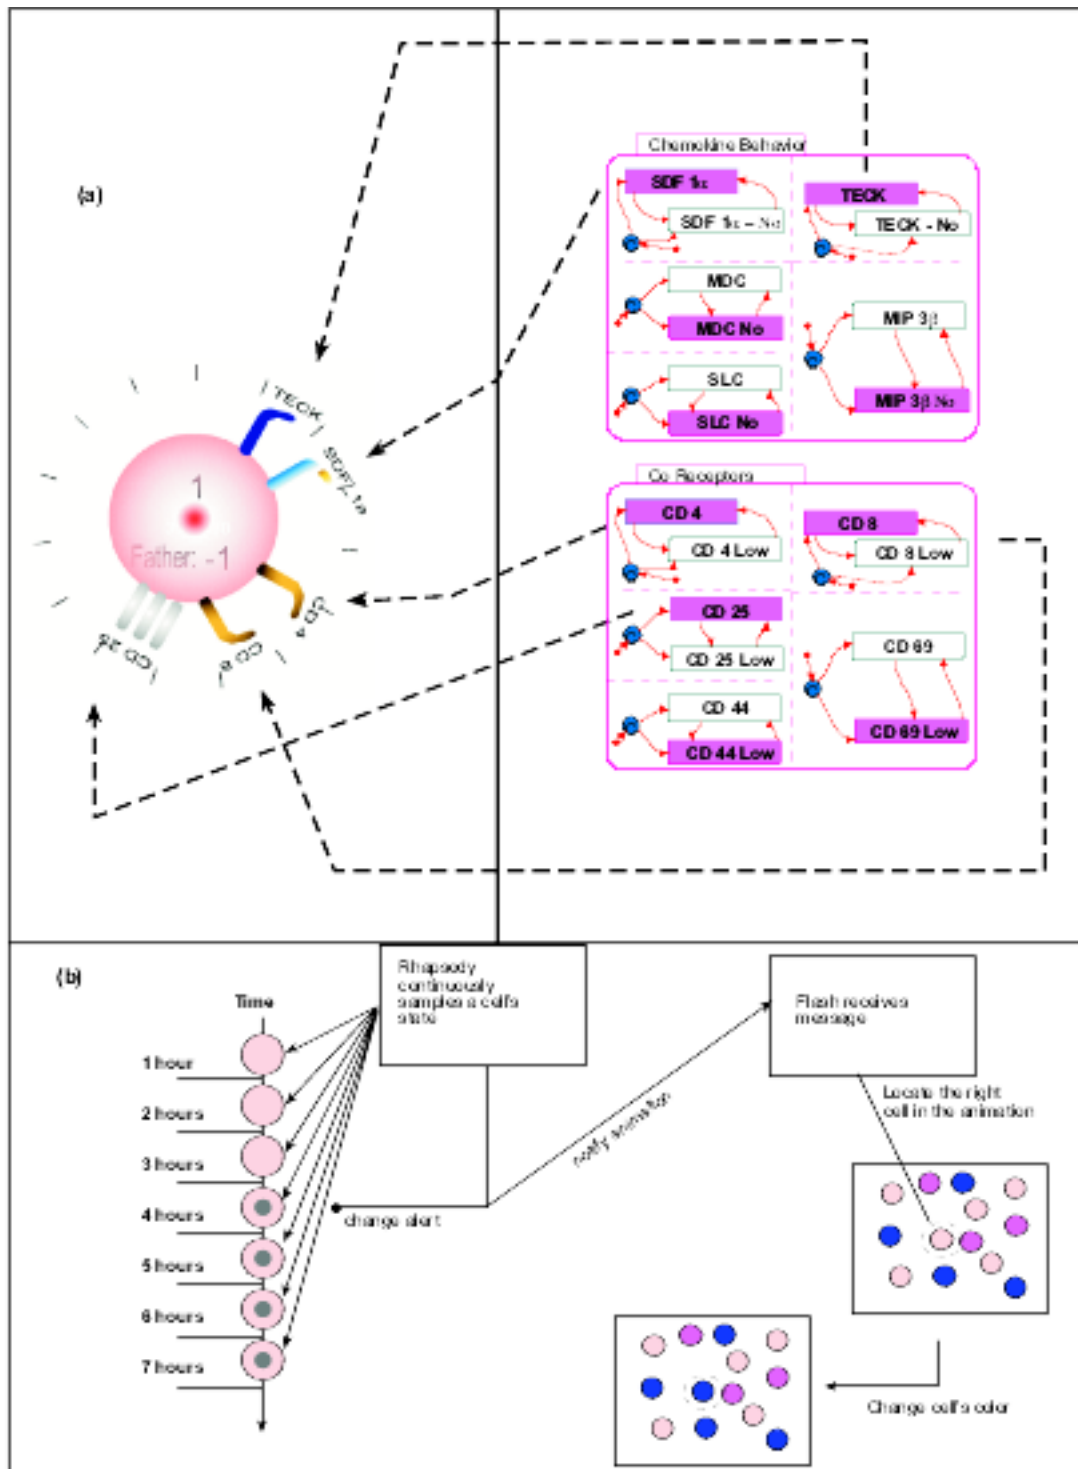 (a)
Chemokine Behavior
SDF 1α
SDF 1α – No
TECK
TECK - No
MDC
MDC No
MIP 3β
MIP 3β No
SLC
SLC No
TECK
SDF 1a
1
Father: -1
CD 4
CD 8
CD 25
Co Receptors
CD 4
CD 4 Low
CD 8
CD 8 Low
CD 25
CD 25 Low
CD 69
CD 69 Low
CD 44
CD 44 Low
(b)
Time
1 hour
2 hours
3 hours
4 hours
5 hours
6 hours
7 hours
Rhapsody
continuously
samples a cell's
state
change alert
notify animation
Flash receives
message
Locate the right
cell in the animation
Change cell's color